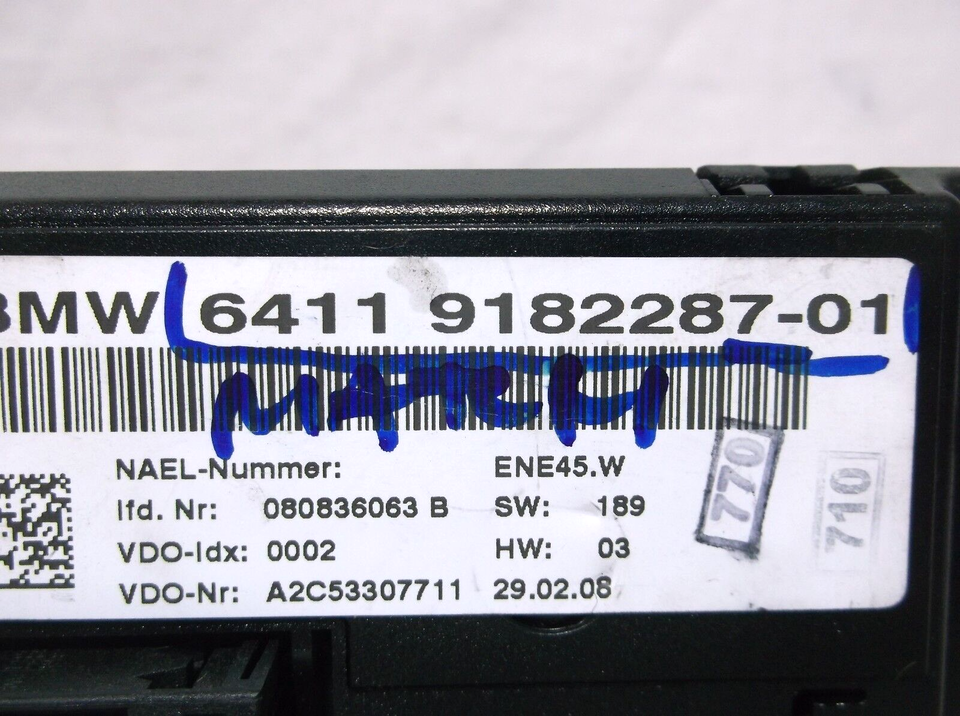 BMW 6411 9182287-01
MATCH
NAEL-Nummer: ENE45.W
lfd. Nr: 080836063 B SW: 189
VDO-Idx: 0002 HW: 03
VDO-Nr: A2C53307711 29.02.08
770
710